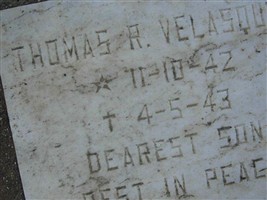 THOMAS R. VELASQU
☆ 11-10-42
† 4-5-43
DEAREST SON
REST IN PEAC